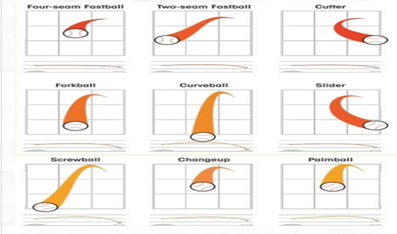 Four-seam Fastball
Two-seam Fastball
Cutter
Forkball
Curveball
Slider
Screwball
Changeup
Palmball